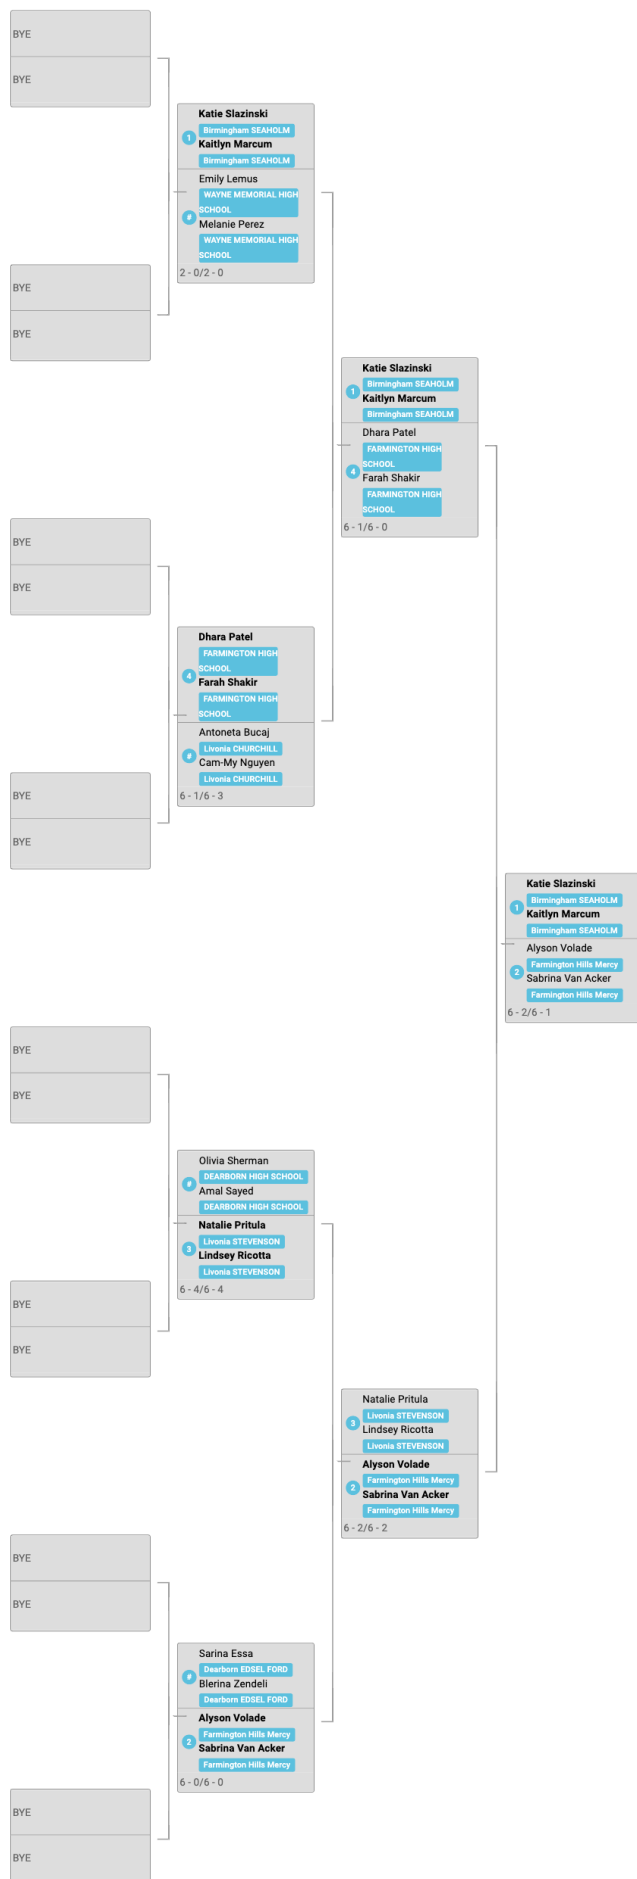 BYE
BYE
Katie Slazinski
1
Birmingham SEAHOLM
Kaitlyn Marcum
Birmingham SEAHOLM
Emily Lemus
WAYNE MEMORIAL HIGH
SCHOOL
#
Melanie Perez
WAYNE MEMORIAL HIGH
SCHOOL
2 - 0/2 - 0
BYE
BYE
Katie Slazinski
1
Birmingham SEAHOLM
Kaitlyn Marcum
Birmingham SEAHOLM
Dhara Patel
FARMINGTON HIGH
SCHOOL
4
Farah Shakir
FARMINGTON HIGH
SCHOOL
6 - 1/6 - 0
BYE
BYE
Dhara Patel
FARMINGTON HIGH
SCHOOL
4
Farah Shakir
FARMINGTON HIGH
SCHOOL
Antoneta Bucaj
#
Livonia CHURCHILL
Cam-My Nguyen
Livonia CHURCHILL
6 - 1/6 - 3
BYE
BYE
Katie Slazinski
1
Birmingham SEAHOLM
Kaitlyn Marcum
Birmingham SEAHOLM
Alyson Volade
2
Farmington Hills Mercy
Sabrina Van Acker
Farmington Hills Mercy
6 - 2/6 - 1
BYE
BYE
Olivia Sherman
#
DEARBORN HIGH SCHOOL
Amal Sayed
DEARBORN HIGH SCHOOL
Natalie Pritula
3
Livonia STEVENSON
Lindsey Ricotta
Livonia STEVENSON
6 - 4/6 - 4
BYE
BYE
Natalie Pritula
3
Livonia STEVENSON
Lindsey Ricotta
Livonia STEVENSON
Alyson Volade
2
Farmington Hills Mercy
Sabrina Van Acker
Farmington Hills Mercy
6 - 2/6 - 2
BYE
BYE
Sarina Essa
#
Dearborn EDSEL FORD
Blerina Zendeli
Dearborn EDSEL FORD
Alyson Volade
2
Farmington Hills Mercy
Sabrina Van Acker
Farmington Hills Mercy
6 - 0/6 - 0
BYE
BYE